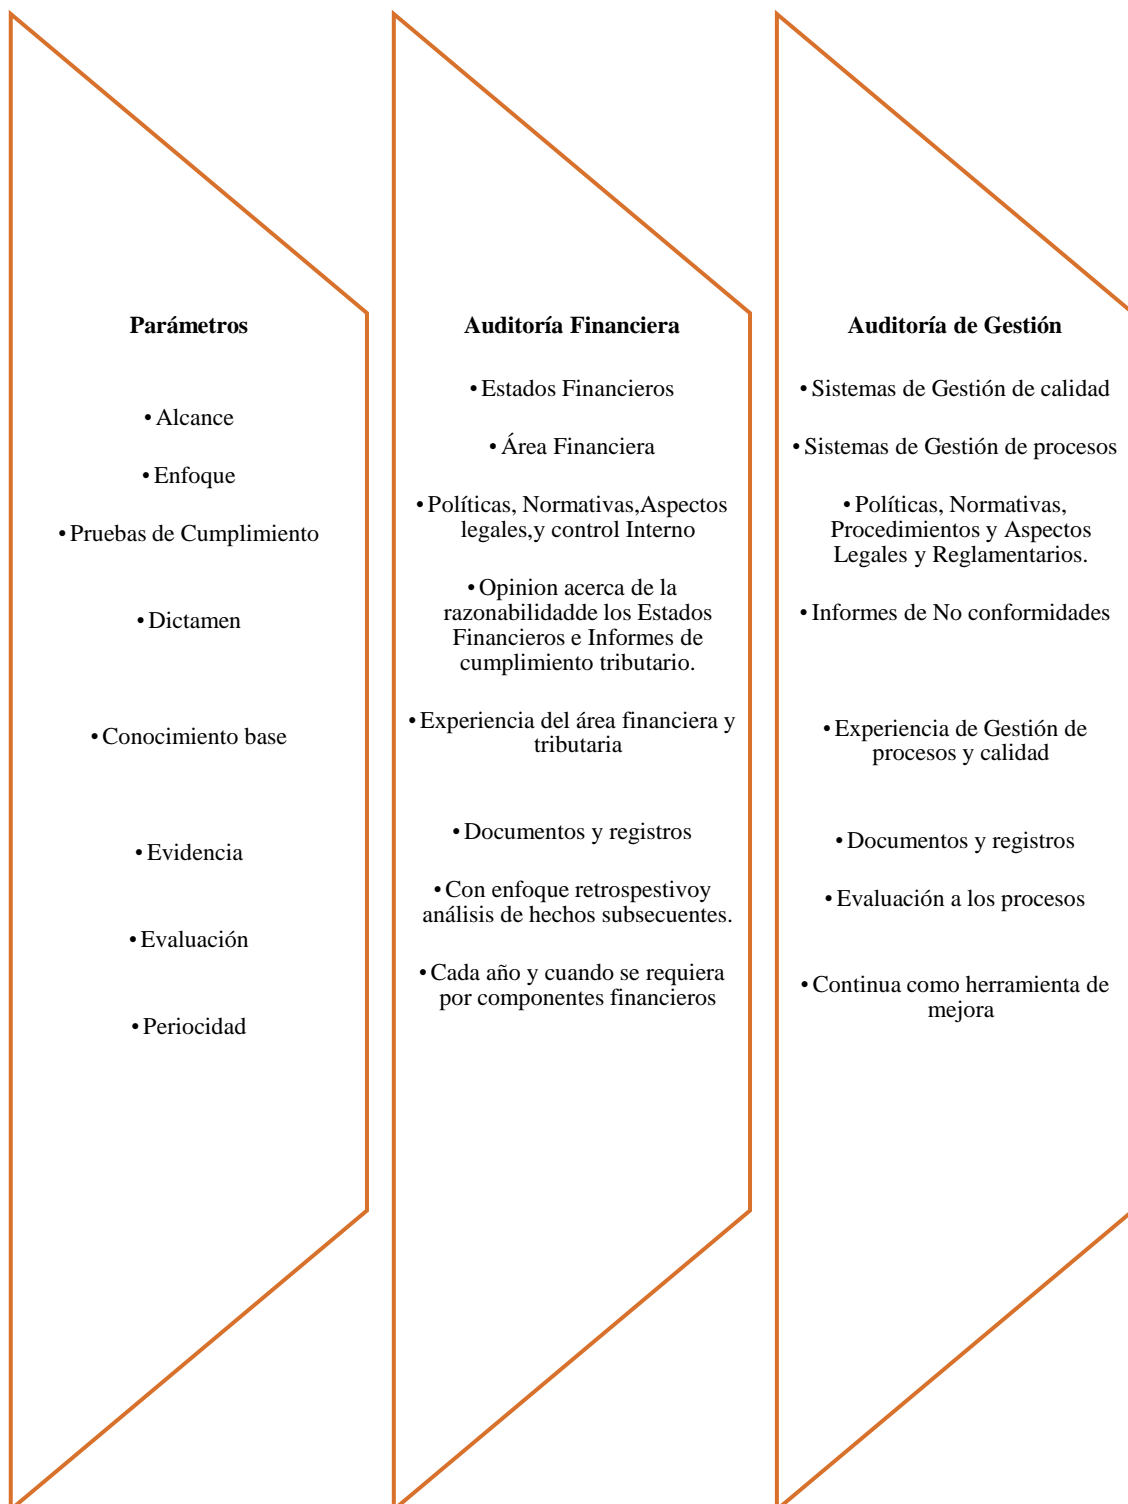 Parámetros
• Alcance
• Enfoque
• Pruebas de Cumplimiento
• Dictamen
• Conocimiento base
• Evidencia
• Evaluación
• Periocidad
Auditoría Financiera
• Estados Financieros
• Área Financiera
• Políticas, Normativas,Aspectos
legales,y control Interno
• Opinion acerca de la
razonabilidadde los Estados
Financieros e Informes de
cumplimiento tributario.
• Experiencia del área financiera y
tributaria
• Documentos y registros
• Con enfoque retrospestivoy
análisis de hechos subsecuentes.
• Cada año y cuando se requiera
por componentes financieros
Auditoría de Gestión
• Sistemas de Gestión de calidad
• Sistemas de Gestión de procesos
• Políticas, Normativas,
Procedimientos y Aspectos
Legales y Reglamentarios.
• Informes de No conformidades
• Experiencia de Gestión de
procesos y calidad
• Documentos y registros
• Evaluación a los procesos
• Continua como herramienta de
mejora